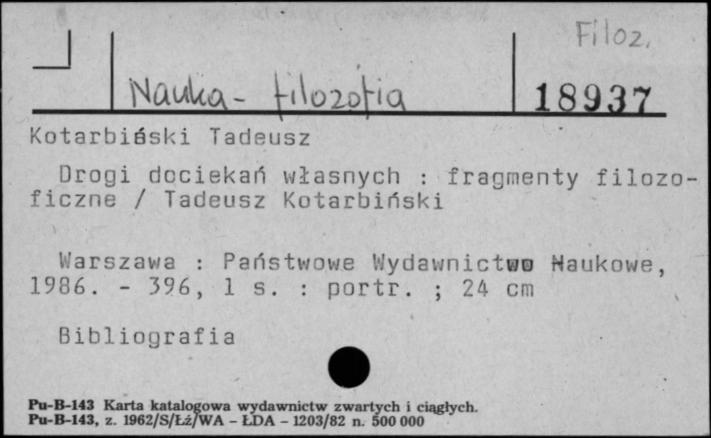 Filoz.
Nauka - filozofia
18937
Kotarbiński Tadeusz
Drogi dociekań własnych : fragmenty filozo-
ficzne / Tadeusz Kotarbiński
Warszawa : Państwowe Wydawnictwo Naukowe,
1986. - 396, 1 s. : portr. ; 24 cm
Bibliografia
Pu-B-143 Karta katalogowa wydawnictw zwartych i ciągłych.
Pu-B-143, z. 1962/S/Łź/WA - ŁDA - 1203/82 n. 500 000